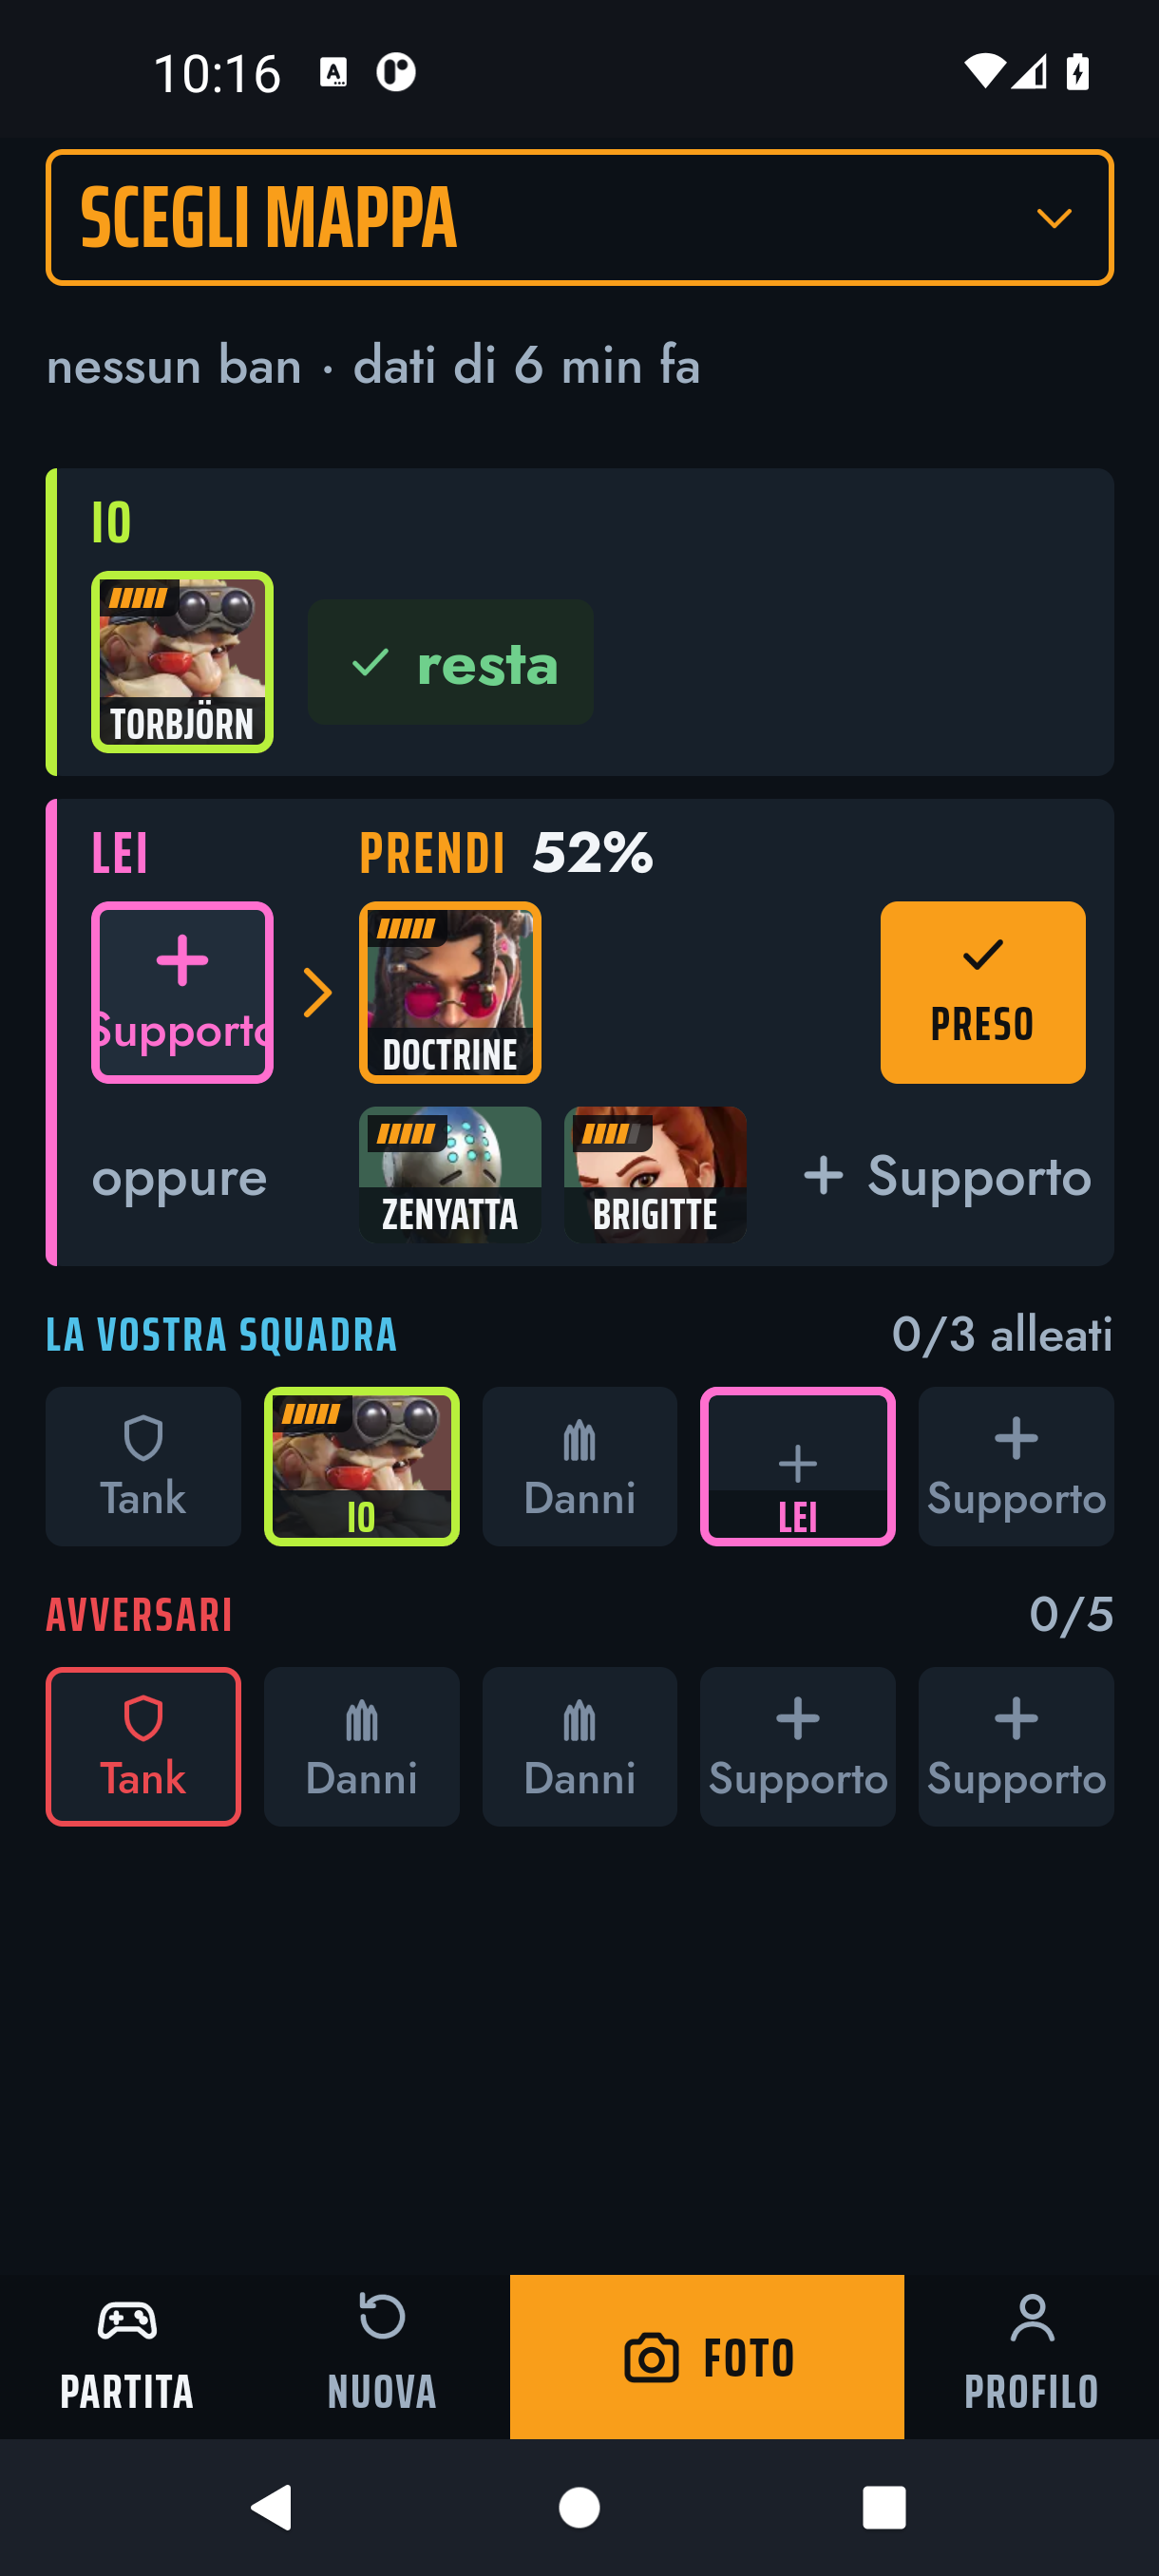 10:16
SCEGLI MAPPA
nessun ban · dati di 6 min fa
IO
TORBJÖRN
resta
LEI
PRENDI 52%
Supporto
DOCTRINE
PRESO
oppure
ZENYATTA
BRIGITTE
Supporto
LA VOSTRA SQUADRA
0/3 alleati
Tank
IO
Danni
LEI
Supporto
AVVERSARI
0/5
Tank
Danni
Danni
Supporto
Supporto
PARTITA
NUOVA
FOTO
PROFILO